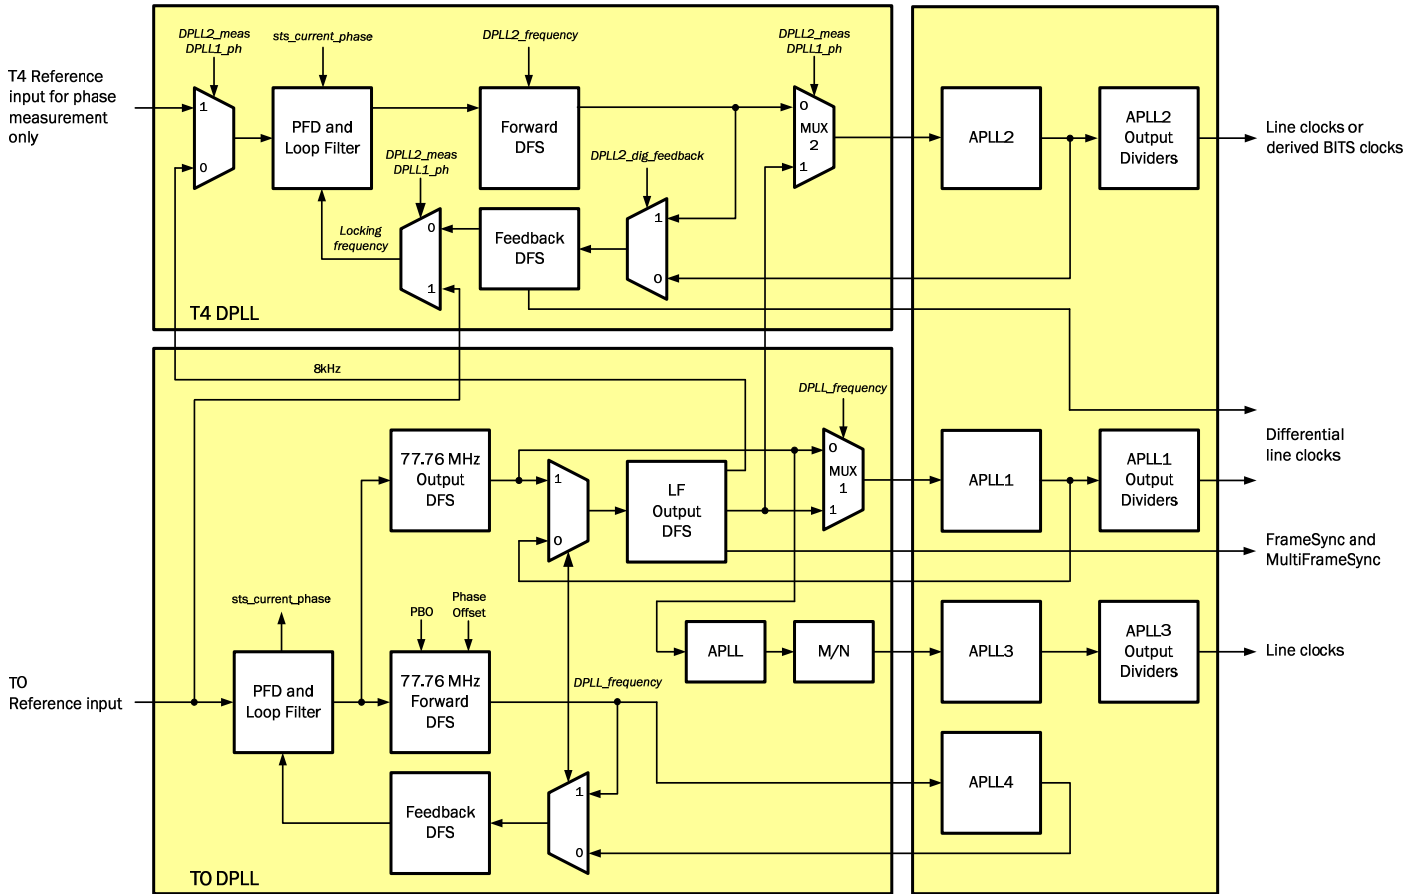 DPLL2_meas
DPLL1_ph
sts_current_phase
DPLL2_frequency
DPLL2_meas
DPLL1_ph
T4 Reference
input for phase
measurement
only
1
0
PFD and
Loop Filter
Forward
DFS
0
MUX
2
1
APLL2
APLL2
Output
Dividers
Line clocks or
derived BITS clocks
DPLL2_meas
DPLL1_ph
DPLL2_dig_feedback
Locking
frequency
0
1
Feedback
DFS
1
0
T4 DPLL
8kHz
DPLL_frequency
77.76 MHz
Output
DFS
1
0
LF
Output
DFS
0
MUX
1
1
APLL1
APLL1
Output
Dividers
Differential
line clocks
FrameSync and
MultiFrameSync
sts_current_phase
PBO
Phase
Offset
APLL
M/N
APLL3
APLL3
Output
Dividers
Line clocks
T0
Reference input
PFD and
Loop Filter
77.76 MHz
Forward
DFS
DPLL_frequency
Feedback
DFS
1
0
APLL4
T0 DPLL